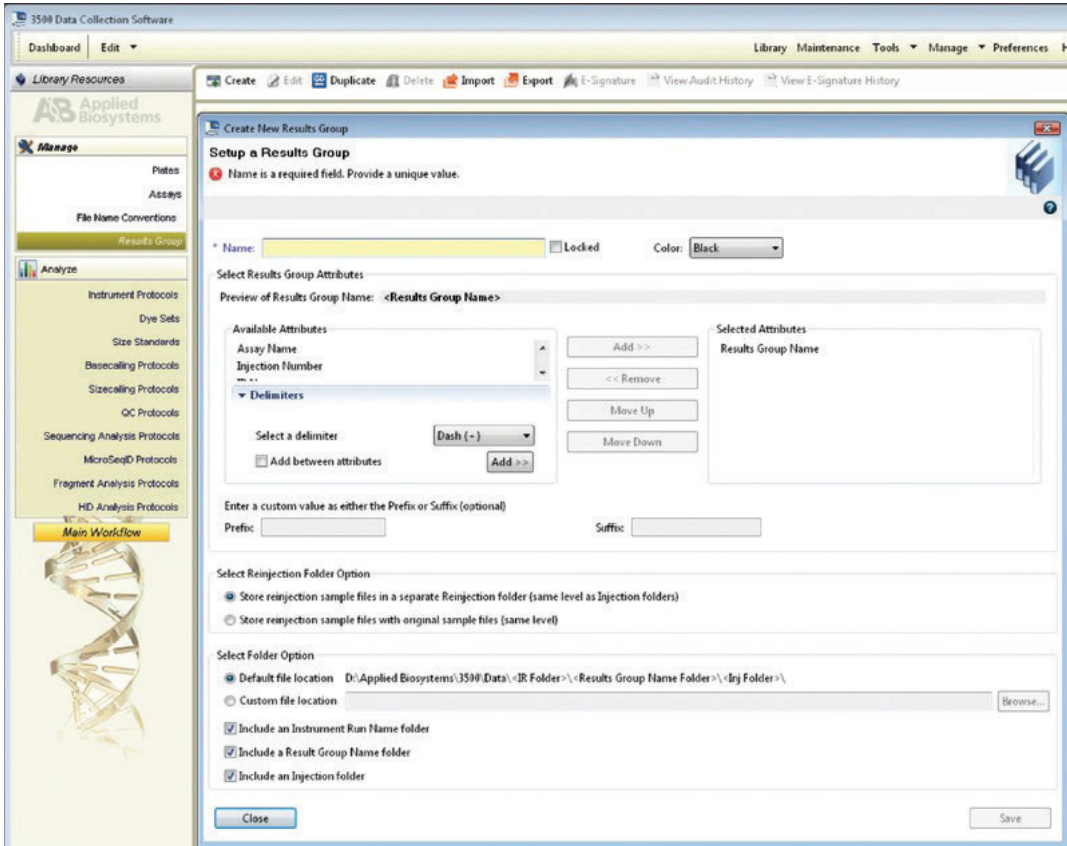 3500 Data Collection Software
Dashboard Edit Library Maintenance Tools Manage Preferences H
Library Resources
AB Applied Biosystems
Manage
Plates
Assays
File Name Conventions
Results Group
Analyze
Instrument Protocols
Dye Sets
Size Standards
Basecalling Protocols
Sizecalling Protocols
QC Protocols
Sequencing Analysis Protocols
MicroSeqID Protocols
Fragment Analysis Protocols
HID Analysis Protocols
Main Workflow
Create Edit Duplicate Delete Import Export E-Signature View Audit History View E-Signature History
Create New Results Group
Setup a Results Group
Name is a required field. Provide a unique value.
* Name: Locked Color: Black
Select Results Group Attributes
Preview of Results Group Name: <Results Group Name>
Available Attributes
Assay Name
Injection Number
Delimiters
Select a delimiter Dash ( - )
Add between attributes Add >>
Add >>
<< Remove
Move Up
Move Down
Selected Attributes
Results Group Name
Enter a custom value as either the Prefix or Suffix (optional)
Prefix: Suffix:
Select Reinjection Folder Option
Store reinjection sample files in a separate Reinjection folder (same level as Injection folders)
Store reinjection sample files with original sample files (same level)
Select Folder Option
Default file location D:\Applied Biosystems\3500\Data\<IR Folder>\<Results Group Name Folder>\<Inj Folder>\
Custom file location Browse...
Include an Instrument Run Name folder
Include a Result Group Name folder
Include an Injection folder
Close Save